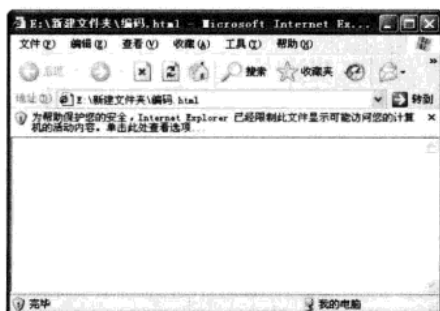 E:\新建文件夹\编码.html - Microsoft Internet Ex...
文件(F) 编辑(E) 查看(V) 收藏(A) 工具(T) 帮助(H)
后退 搜索 收藏夹
地址(D) E:\新建文件夹\编码.html 转到
为帮助保护您的安全，Internet Explorer 已经限制此文件显示可能访问您的计算
机的活动内容。单击此处查看选项...
完毕 我的电脑